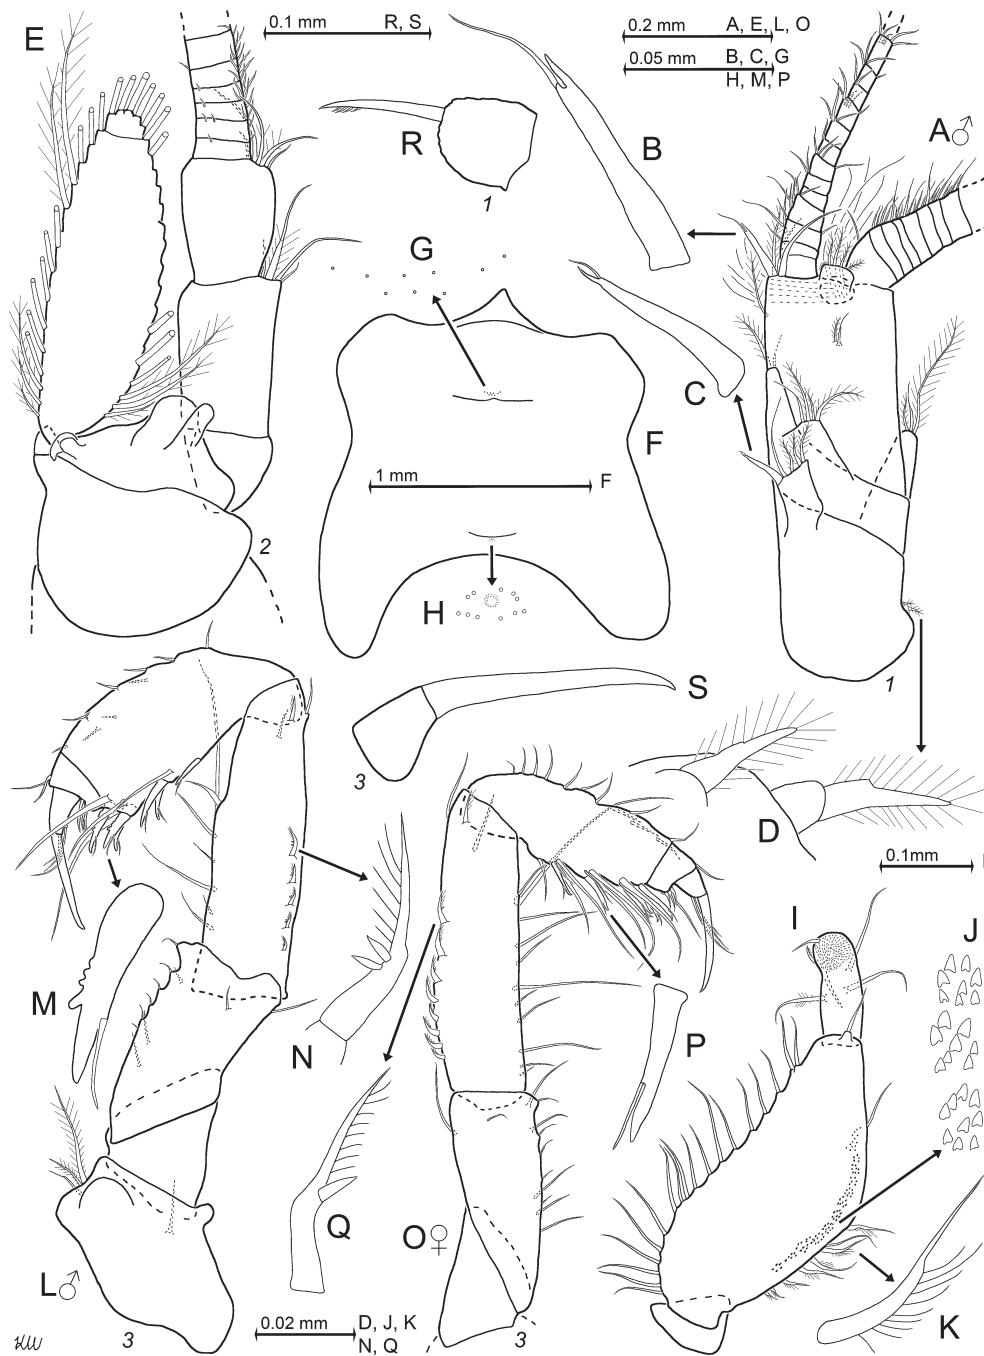 E
0.1 mm R, S
0.2 mm A, E, L, O
0.05 mm B, C, G
H, M, P
A♂
R
B
1
G
C
F
1 mm F
2
H
1
S
3
D
0.1mm
I
J
M
N
P
Q
O♀
L♂
K
3
0.02 mm D, J, K
N, Q
3